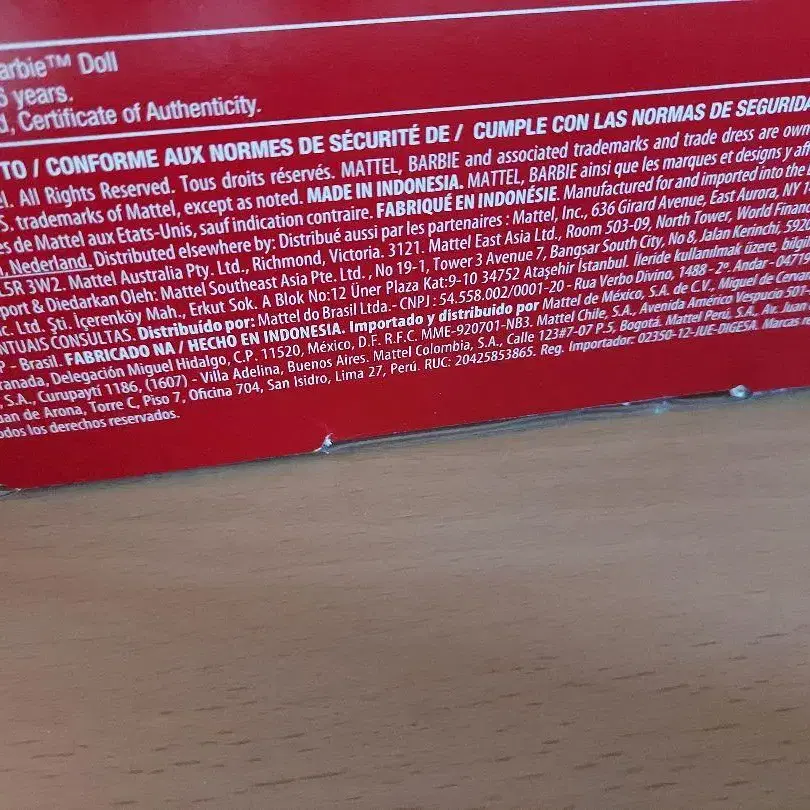 arbie™ Doll
6 years.
d, Certificate of Authenticity.
TO / CONFORME AUX NORMES DE SÉCURITÉ DE / CUMPLE CON LAS NORMAS DE SEGURIDA
el. All Rights Reserved. Tous droits réservés. MATTEL, BARBIE and associated trademarks and trade dress are own
S. trademarks of Mattel, except as noted. MADE IN INDONESIA. MATTEL, BARBIE ainsi que les marques et designs y aff
es de Mattel aux Etats-Unis, sauf indication contraire. FABRIQUÉ EN INDONÉSIE. Manufactured for and imported into the
Nederland. Distributed elsewhere by: Distribué aussi par les partenaires : Mattel, Inc., 636 Girard Avenue, East Aurora, NY
L5R 3W2. Mattel Australia Pty. Ltd., Richmond, Victoria. 3121. Mattel East Asia Ltd., Room 503-09, North Tower, World Financ
port & Diedarkan Oleh: Mattel Southeast Asia Pte. Ltd., No 19-1, Tower 3 Avenue 7, Bangsar South City, No 8, Jalan Kerinchi, 592
ic. Ltd. Şti. İçerenköy Mah., Erkut Sok. A Blok No:12 Üner Plaza Kat:9-10 34752 Ataşehir İstanbul. İleride kullanılmak üzere, bilgi
NTUAIS CONSULTAS. Distribuído por: Mattel do Brasil Ltda.- CNPJ : 54.558.002/0001-20 - Rua Verbo Divino, 1488 - 2º. Andar - 04719
P - Brasil. FABRICADO NA / HECHO EN INDONESIA. Importado y distribuido por Mattel de México, S.A. de C.V., Miguel de Cerva
ranada, Delegación Miguel Hidalgo, C.P. 11520, México, D.F. R.F.C. MME-920701-NB3. Mattel Chile, S.A., Avenida Américo Vespucio 501-
, S.A., Curupaytí 1186, (1607) - Villa Adelina, Buenos Aires. Mattel Colombia, S.A., Calle 123#7-07 P.5, Bogotá. Mattel Perú, S.A., Av. Juan
uan de Arona, Torre C, Piso 7, Oficina 704, San Isidro, Lima 27, Perú. RUC: 20425853865. Reg. Importador: 02350-12-JUE-DIGESA. Marcas re
odos los derechos reservados.